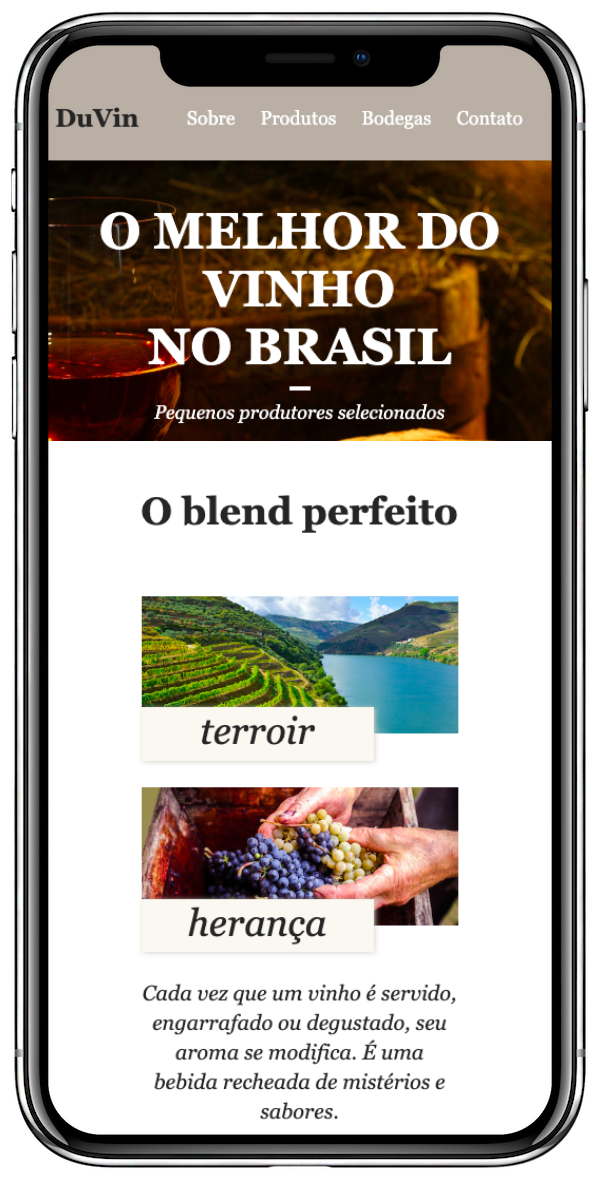 DuVin Sobre Produtos Bodegas Contato
O MELHOR DO
VINHO
NO BRASIL
Pequenos produtores selecionados
O blend perfeito
terroir
herança
Cada vez que um vinho é servido,
engarrafado ou degustado, seu
aroma se modifica. É uma
bebida recheada de mistérios e
sabores.